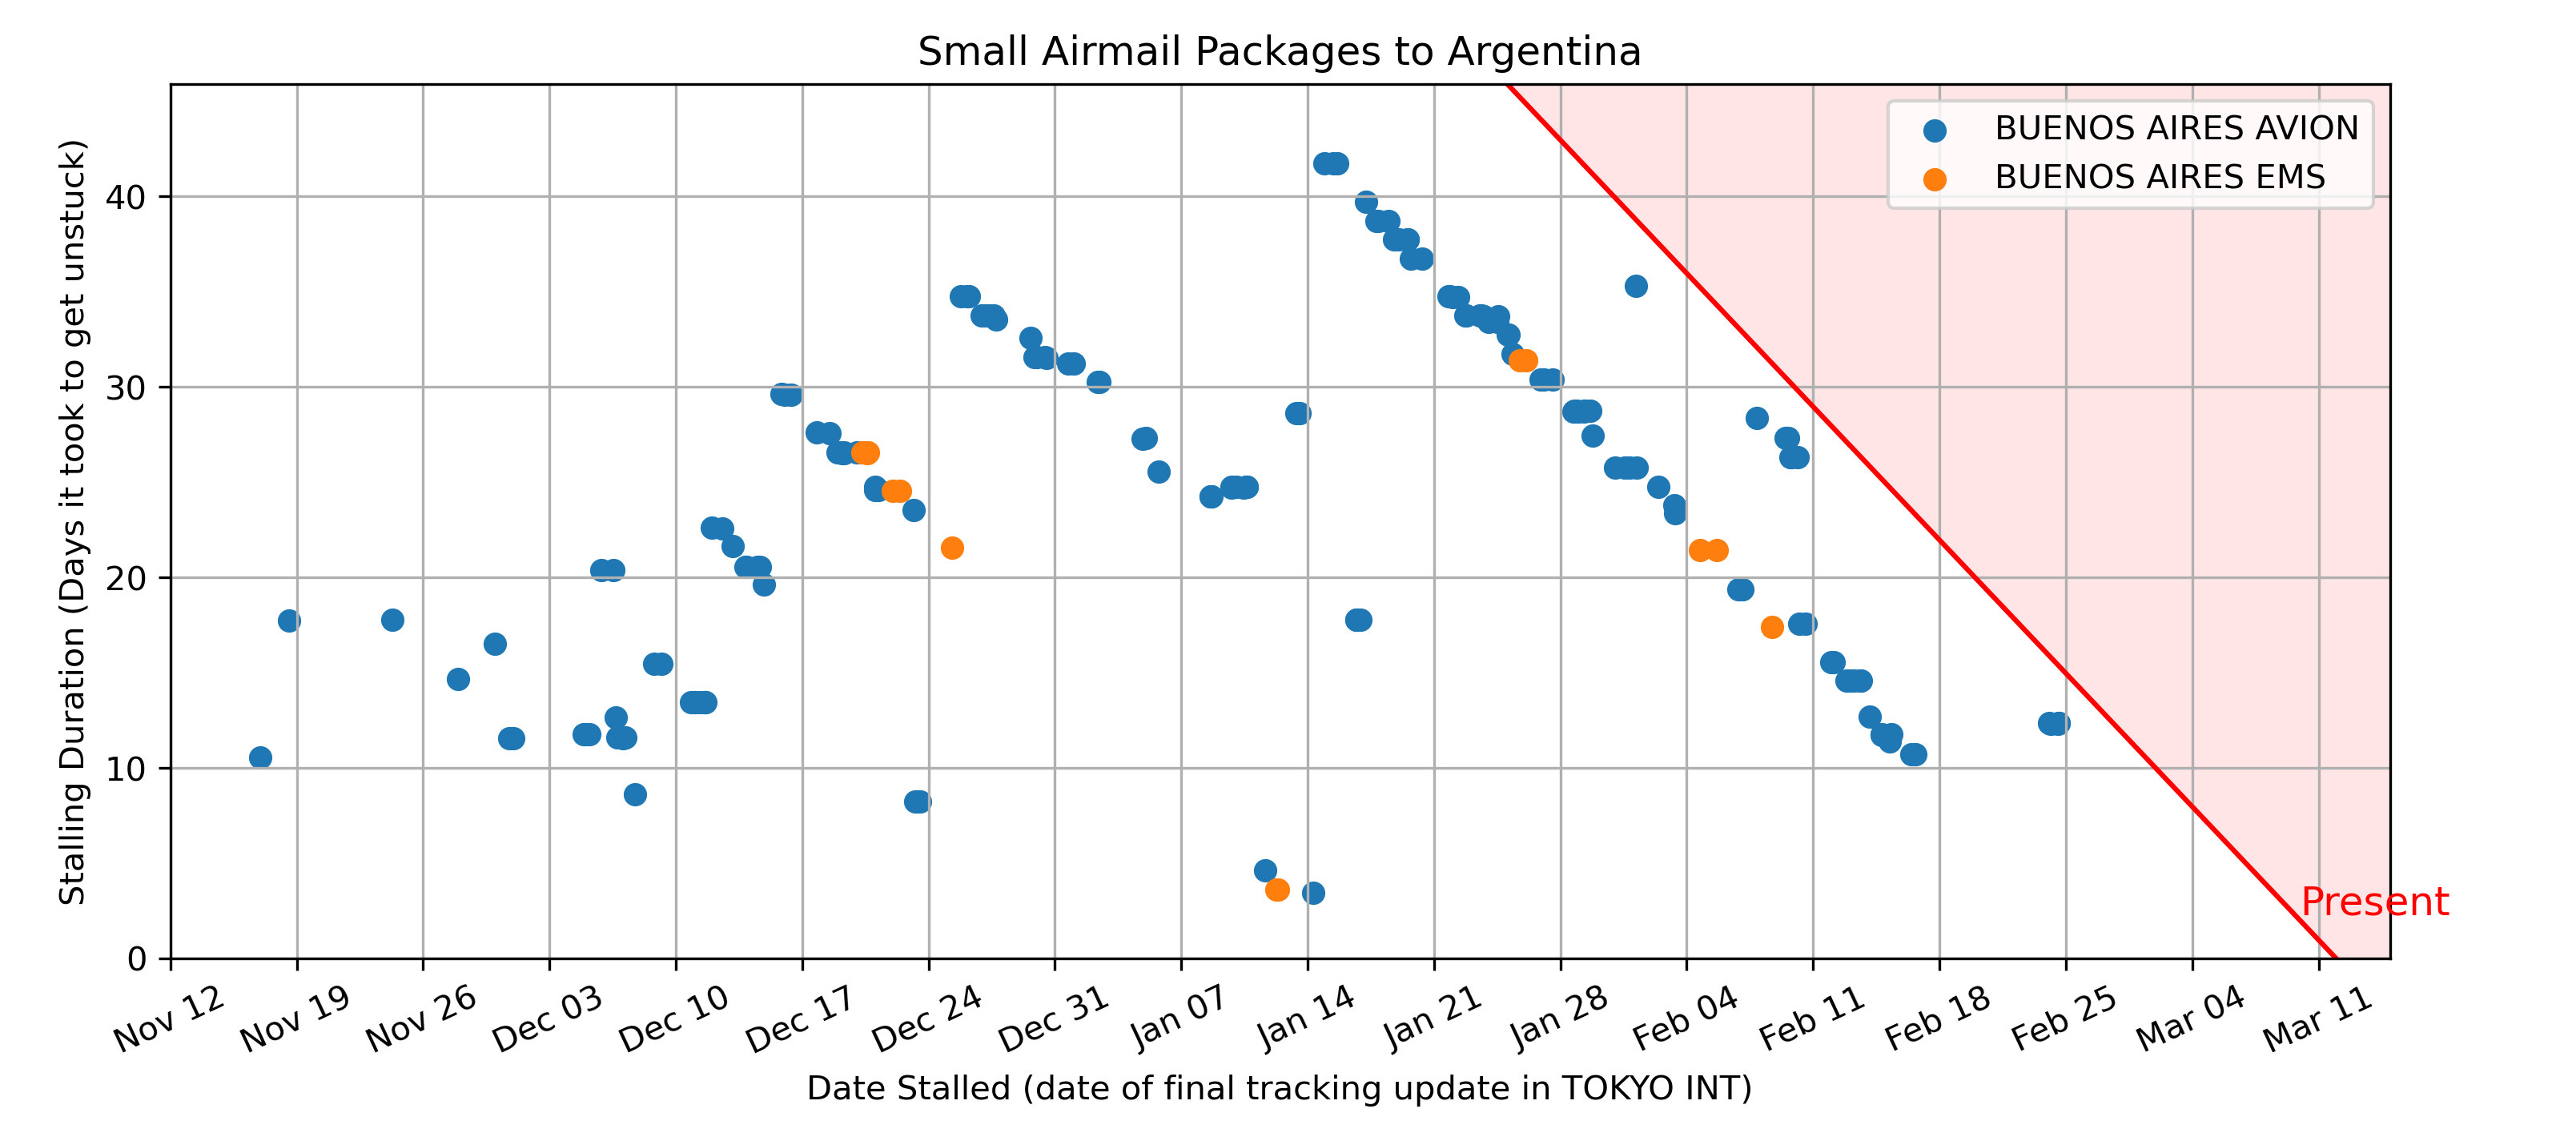 Small Airmail Packages to Argentina
BUENOS AIRES AVION
BUENOS AIRES EMS
Stalling Duration (Days it took to get unstuck)
40
30
20
10
0
Present
Nov 12
Nov 19
Nov 26
Dec 03
Dec 10
Dec 17
Dec 24
Dec 31
Jan 07
Jan 14
Jan 21
Jan 28
Feb 04
Feb 11
Feb 18
Feb 25
Mar 04
Mar 11
Date Stalled (date of final tracking update in TOKYO INT)